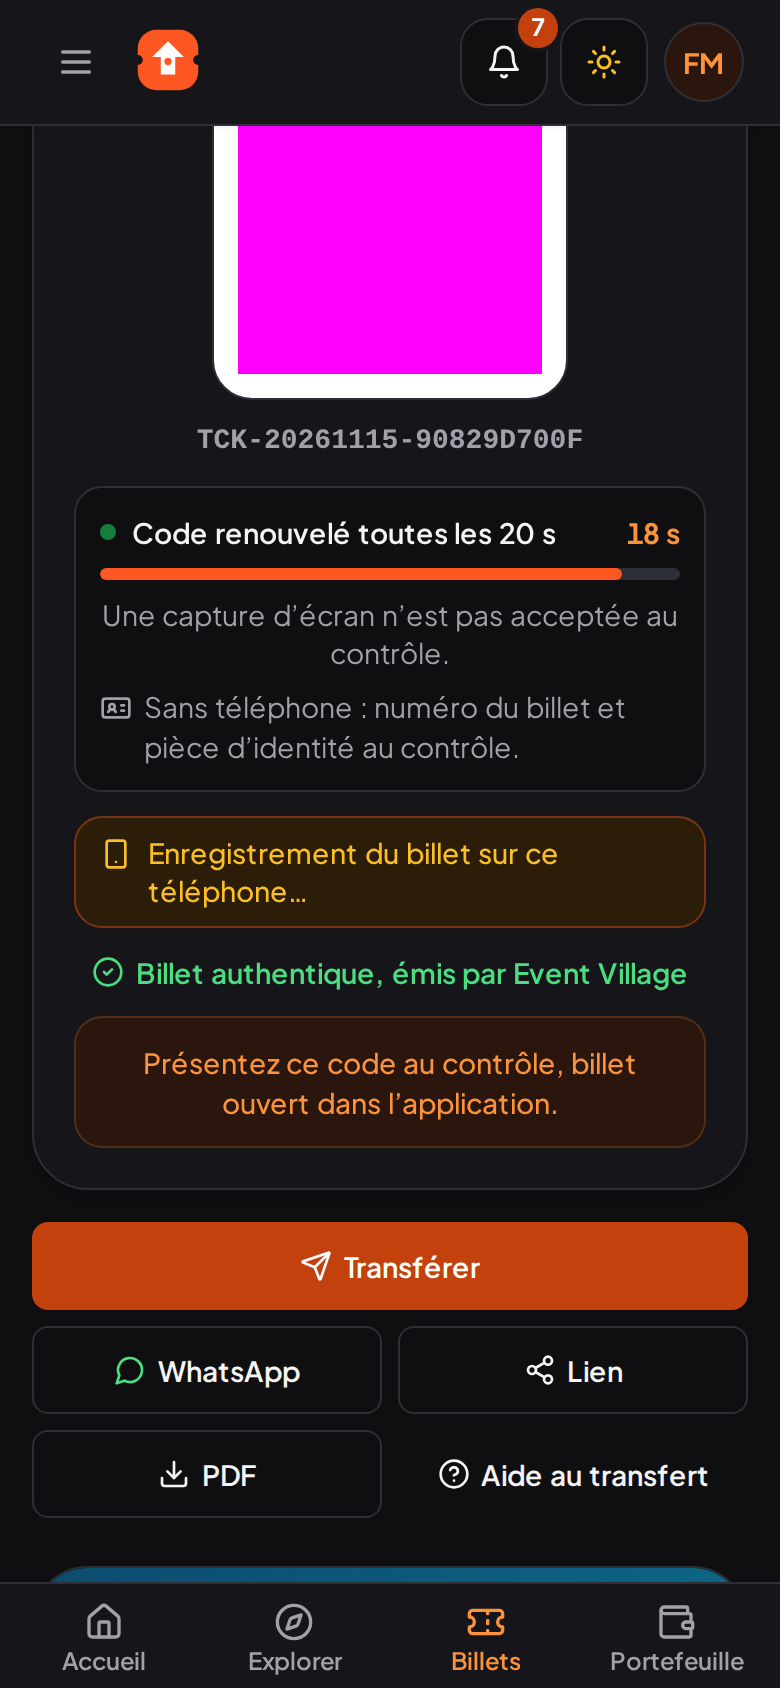 7
FM
TCK-20261115-90829D700F
Code renouvelé toutes les 20 s
18 s
Une capture d’écran n’est pas acceptée au
contrôle.
Sans téléphone : numéro du billet et
pièce d’identité au contrôle.
Enregistrement du billet sur ce
téléphone…
Billet authentique, émis par Event Village
Présentez ce code au contrôle, billet
ouvert dans l’application.
Transférer
WhatsApp
Lien
PDF
Aide au transfert
Accueil
Explorer
Billets
Portefeuille